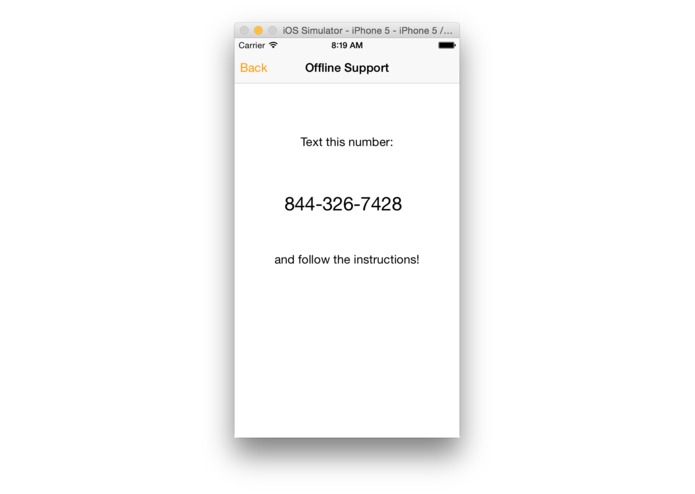 iOS Simulator - iPhone 5 - iPhone 5 /...
Carrier 8:19 AM
Back Offline Support
Text this number:
844-326-7428
and follow the instructions!